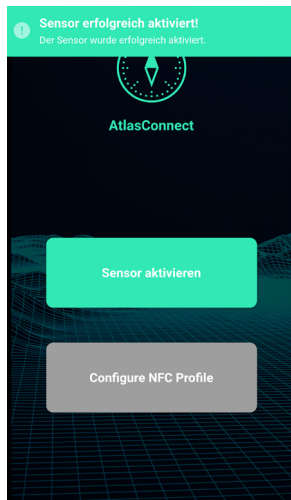 Sensor erfolgreich aktiviert!
Der Sensor wurde erfolgreich aktiviert.
AtlasConnect
Sensor aktivieren
Configure NFC Profile